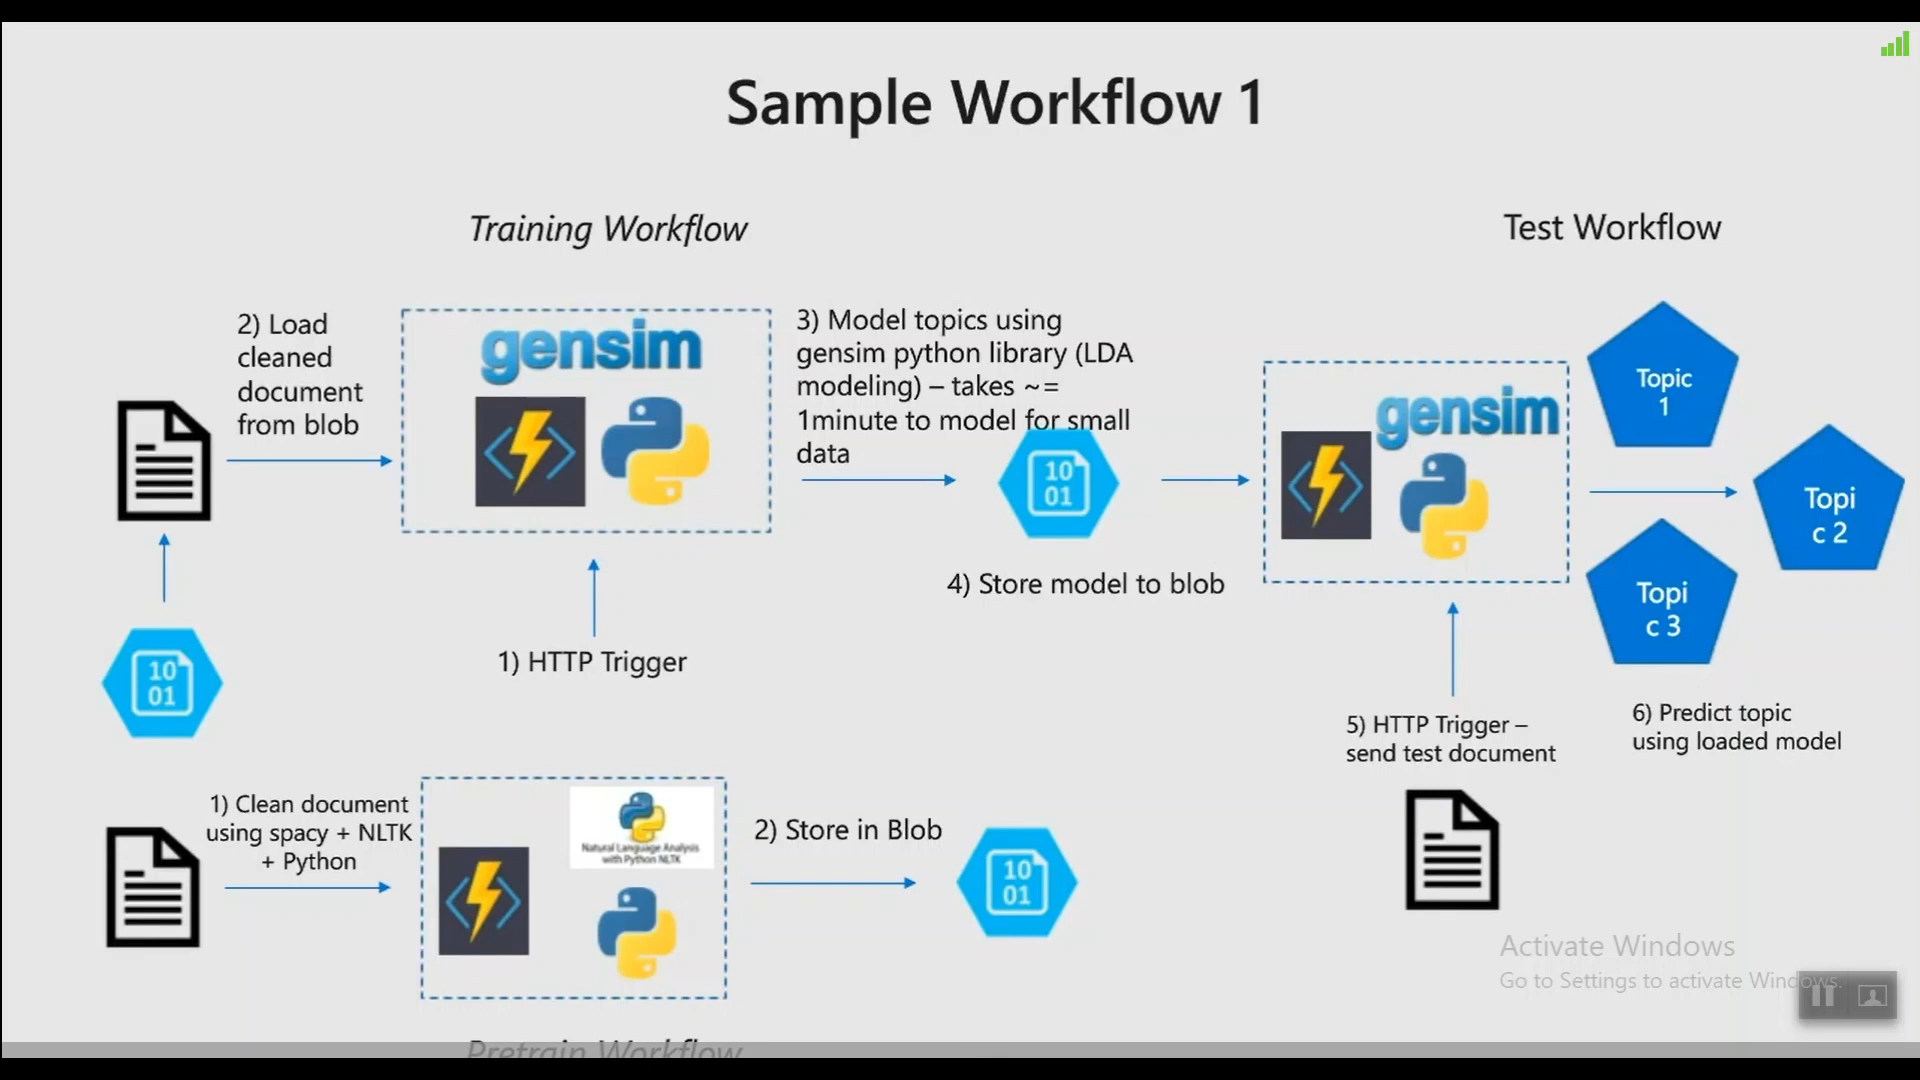 Sample Workflow 1
Training Workflow
Test Workflow
2) Load
cleaned
document
from blob
gensim
3) Model topics using
gensim python library (LDA
modeling) – takes ~=
1minute to model for small
data
10
01
4) Store model to blob
1) HTTP Trigger
gensim
Topic
1
Topi
c 2
Topi
c 3
5) HTTP Trigger –
send test document
6) Predict topic
using loaded model
10
01
1) Clean document
using spacy + NLTK
+ Python
Natural Language Analysis
with Python NLTK
2) Store in Blob
10
01
Pretrain Workflow
Activate Windows
Go to Settings to activate Windows.